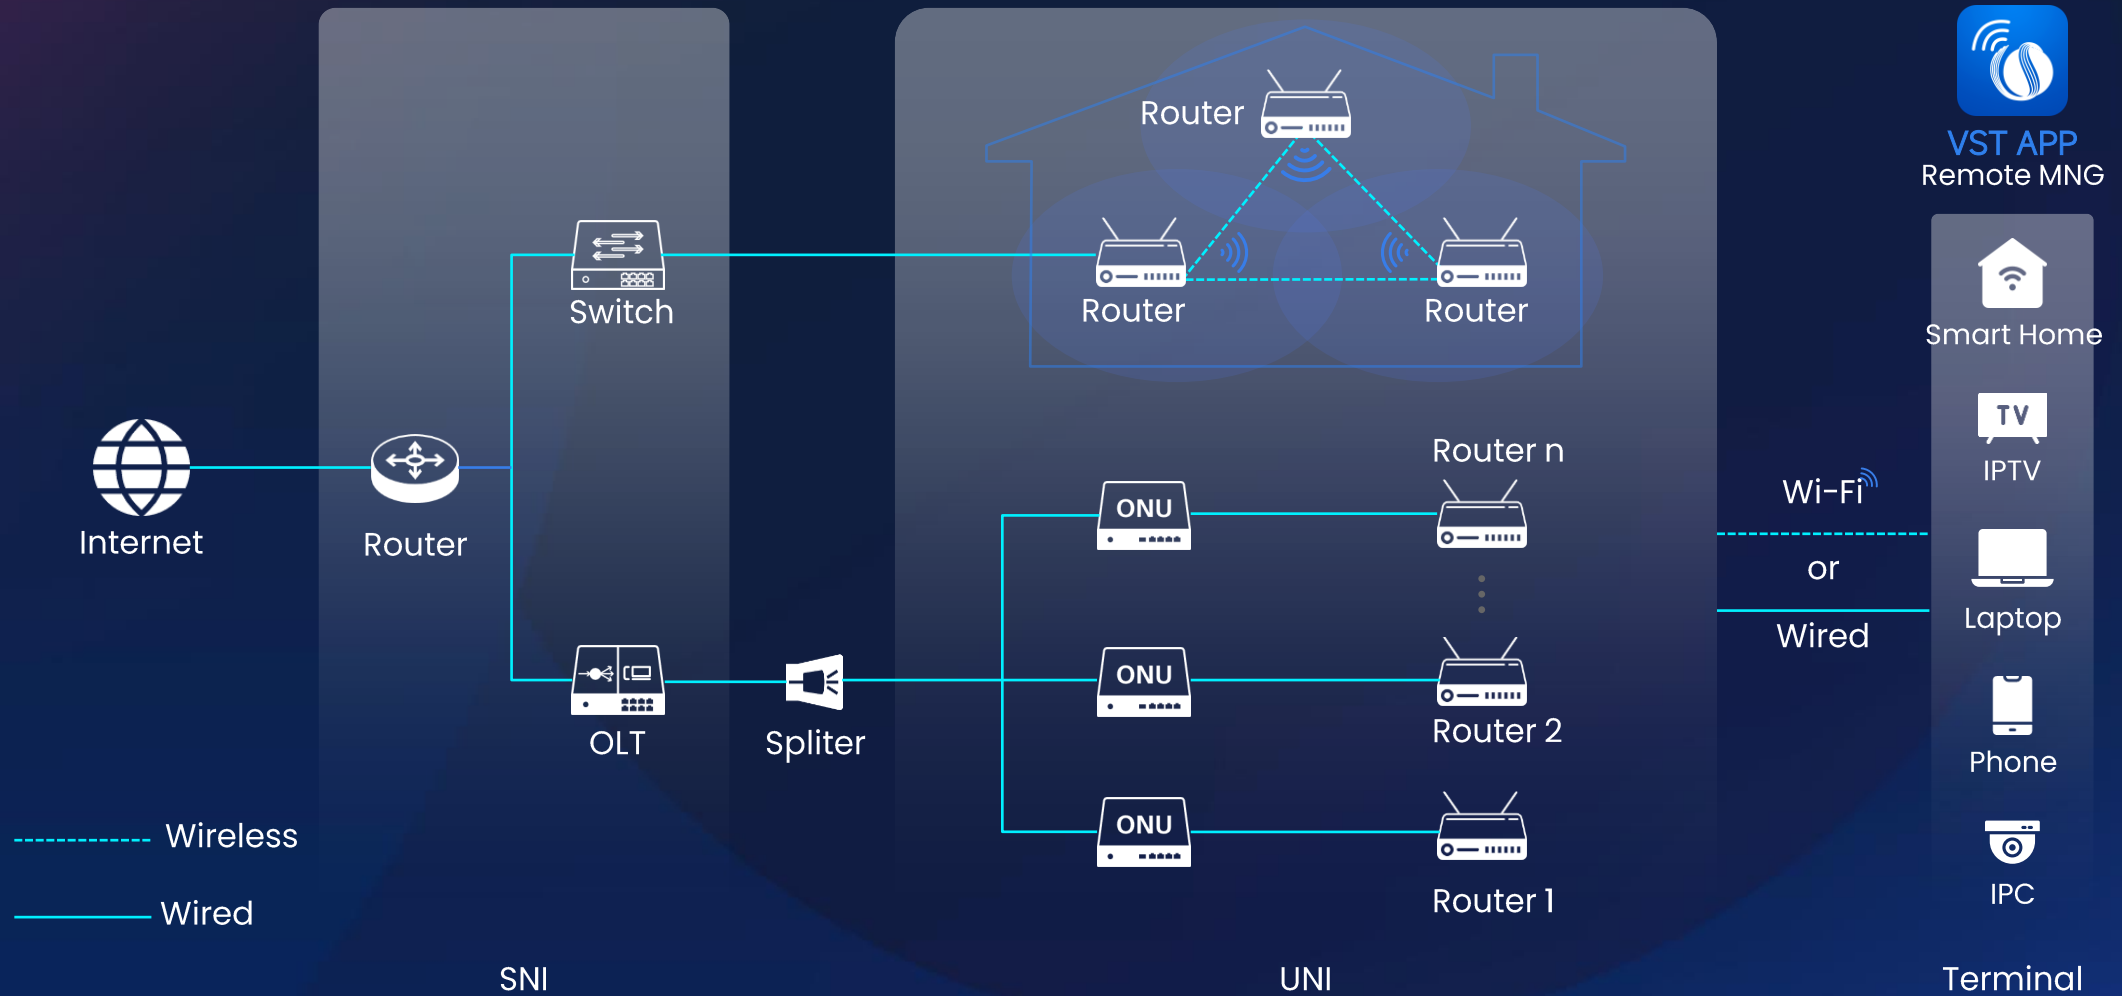 VST APP
Remote MNG
Router
Router
Router
Switch
Smart Home
TV
IPTV
Internet
Router
Router n
ONU
Wi-Fi
or
Wired
Laptop
OLT
Spliter
ONU
Router 2
Phone
ONU
Router 1
IPC
Wireless
Wired
SNI
UNI
Terminal